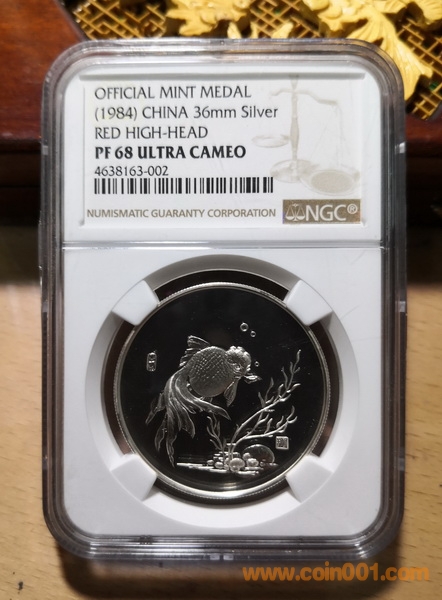 OFFICIAL MINT MEDAL
(1984) CHINA 36mm Silver
RED HIGH-HEAD
PF 68 ULTRA CAMEO
4638163-002
NUMISMATIC GUARANTY CORPORATION NGC®
www.coin001.com